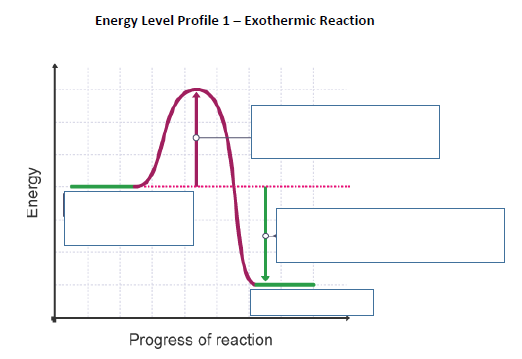 Energy Level Profile 1 – Exothermic Reaction
Energy
Progress of reaction